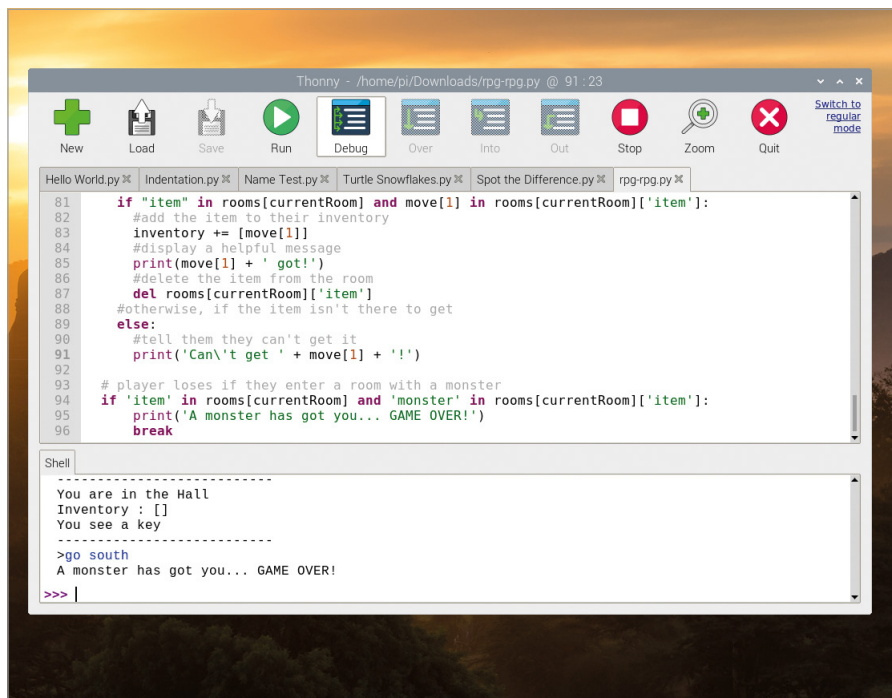 Thonny - /home/pi/Downloads/rpg-rpg.py @ 91:23
New Load Save Run Debug Over Into Out Stop Zoom Quit
Switch to
regular
mode
Hello World.py Indentation.py Name Test.py Turtle Snowflakes.py Spot the Difference.py rpg-rpg.py
81 if "item" in rooms[currentRoom] and move[1] in rooms[currentRoom]['item']:
82 #add the item to their inventory
83 inventory += [move[1]]
84 #display a helpful message
85 print(move[1] + ' got!')
86 #delete the item from the room
87 del rooms[currentRoom]['item']
88 #otherwise, if the item isn't there to get
89 else:
90 #tell them they can't get it
91 print('Can\'t get ' + move[1] + '!')
92
93 # player loses if they enter a room with a monster
94 if 'item' in rooms[currentRoom] and 'monster' in rooms[currentRoom]['item']:
95 print('A monster has got you... GAME OVER!')
96 break
Shell
---------------------------
You are in the Hall
Inventory : []
You see a key
---------------------------
>go south
A monster has got you... GAME OVER!
>>>